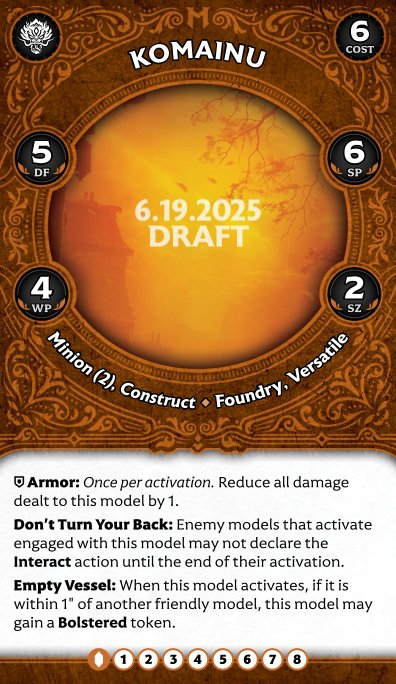 6
COST
KOMAINU
5
DF
6
SP
6.19.2025
DRAFT
4
WP
2
SZ
Minion (2), Construct ◆ Foundry, Versatile
Armor: Once per activation. Reduce all damage
dealt to this model by 1.
Don't Turn Your Back: Enemy models that activate
engaged with this model may not declare the
Interact action until the end of their activation.
Empty Vessel: When this model activates, if it is
within 1" of another friendly model, this model may
gain a Bolstered token.
1 2 3 4 5 6 7 8